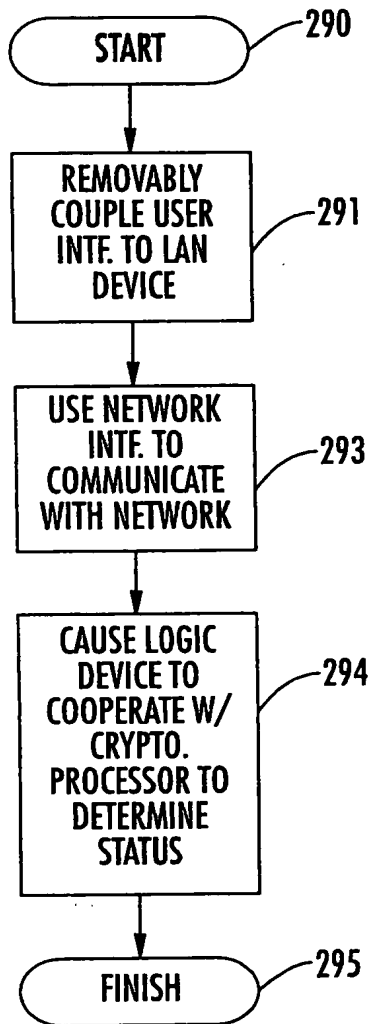 START
290
REMOVABLY
COUPLE USER
INTF. TO LAN
DEVICE
291
USE NETWORK
INTF. TO
COMMUNICATE
WITH NETWORK
293
CAUSE LOGIC
DEVICE TO
COOPERATE W/
CRYPTO.
PROCESSOR TO
DETERMINE
STATUS
294
FINISH
295